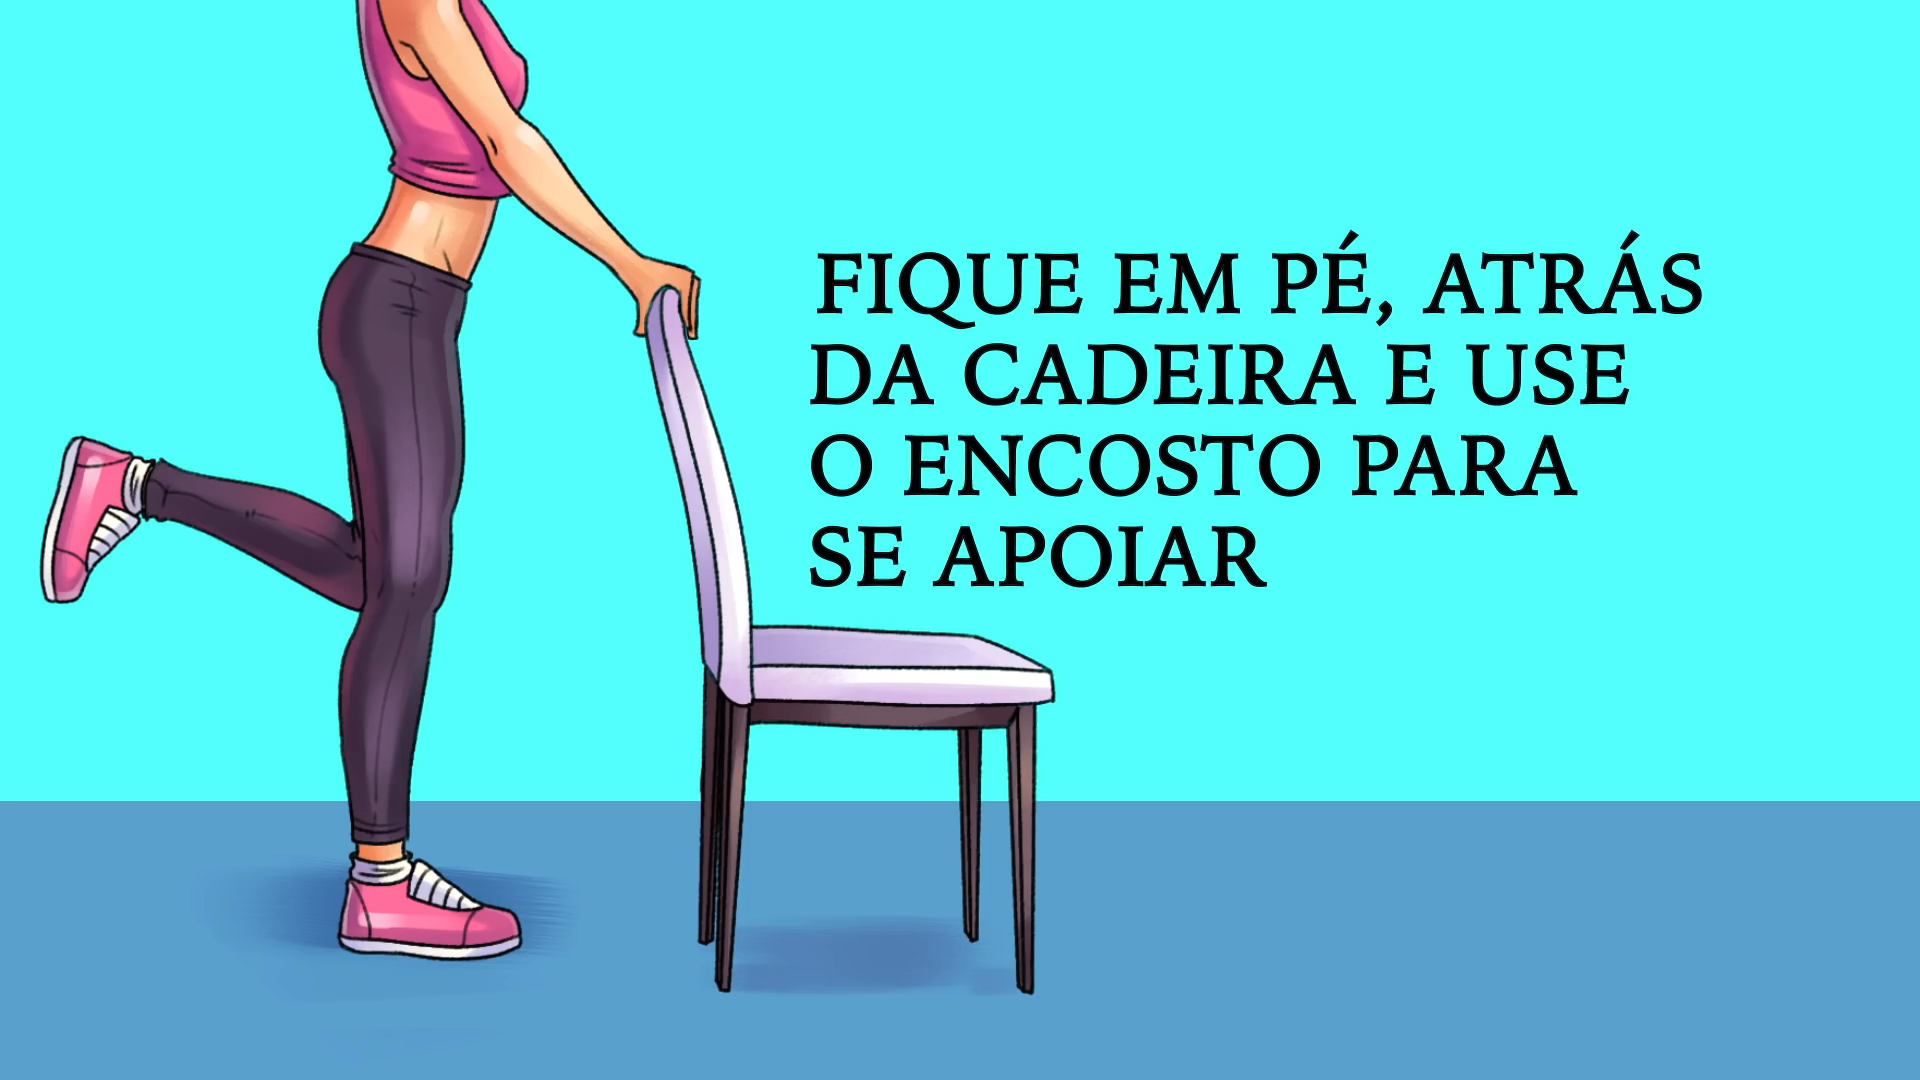 FIQUE EM PÉ, ATRÁS
DA CADEIRA E USE
O ENCOSTO PARA
SE APOIAR